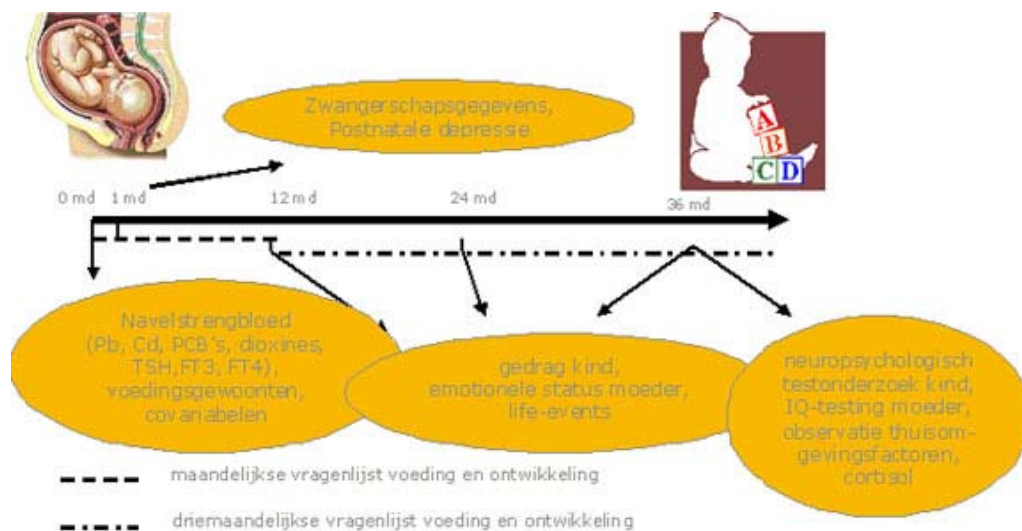 Zwangerschapsgegevens,
Postnatale depressie
A
B
C D
0 md 1 md 12 md 24 md 36 md
Navelstrengbloed
(Pb, Cd, PCB's, dioxines,
TSH,FT3, FT4),
voedingsgewoonten,
covariabelen
gedrag kind,
emotionele status moeder,
life-events
neuropsychologisch
testonderzoek kind,
IQ-testing moeder,
observatie thuisom-
gevingsfactoren,
cortisol
maandelijkse vragenlijst voeding en ontwikkeling
driemaandelijkse vragenlijst voeding en ontwikkeling